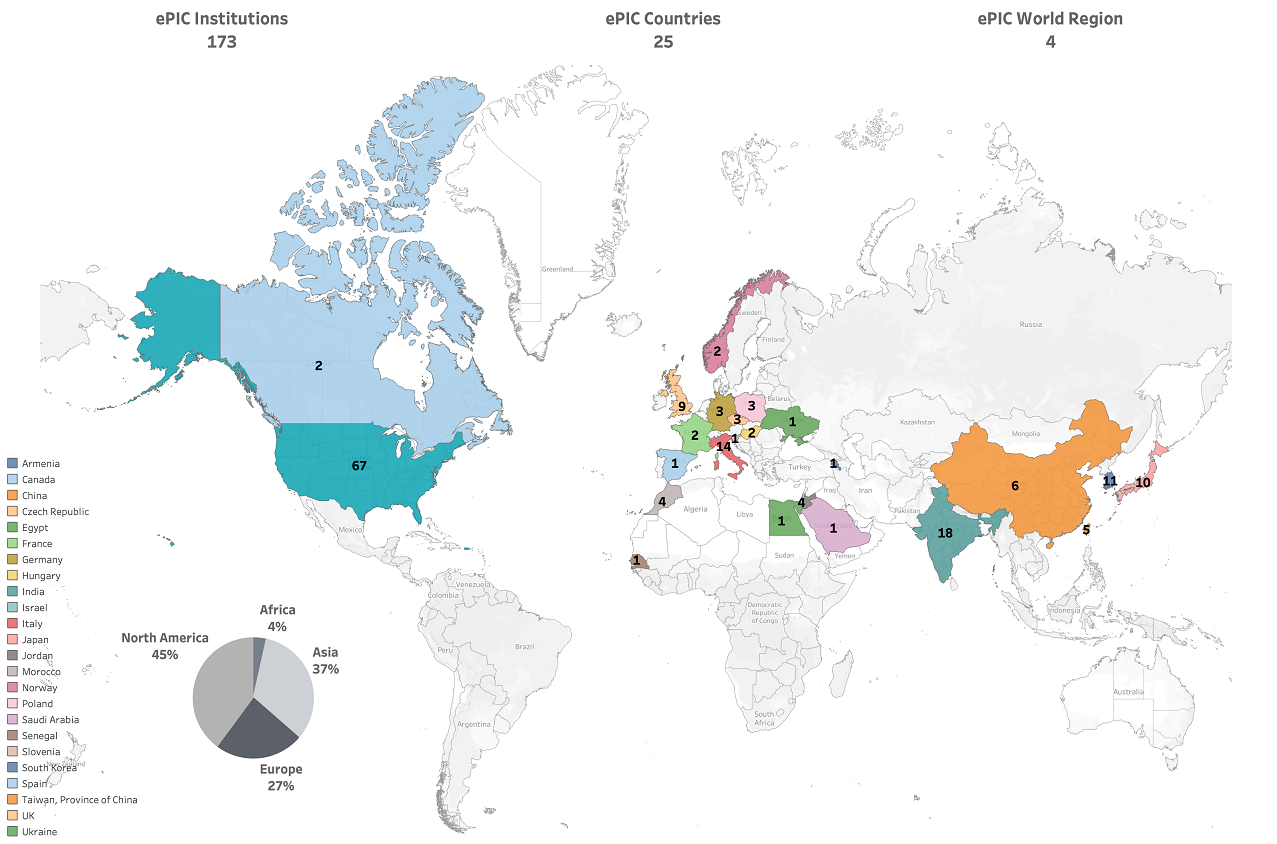 ePIC Institutions
173
ePIC Countries
25
ePIC World Region
4
Greenland
Sweden
Finland
Russia
Belarus
Kazakhstan
Mongolia
Turkey
Iraq
Iran
Pakistan
Algeria
Libya
Sudan
Yemen
Mexico
Venezuela
Colombia
Peru
Brazil
Argentina
Democratic
Republic
of Congo
South
Africa
Indonesia
Australia
New Zealand
2
67
2
9
3
3
3
2
2
1
1
14
1
1
4
1
4
1
1
18
6
11
10
5
Armenia
Canada
China
Czech Republic
Egypt
France
Germany
Hungary
India
Israel
Italy
Japan
Jordan
Morocco
Norway
Poland
Saudi Arabia
Senegal
Slovenia
South Korea
Spain
Taiwan, Province of China
UK
Ukraine
Africa
4%
North America
45%
Asia
37%
Europe
27%